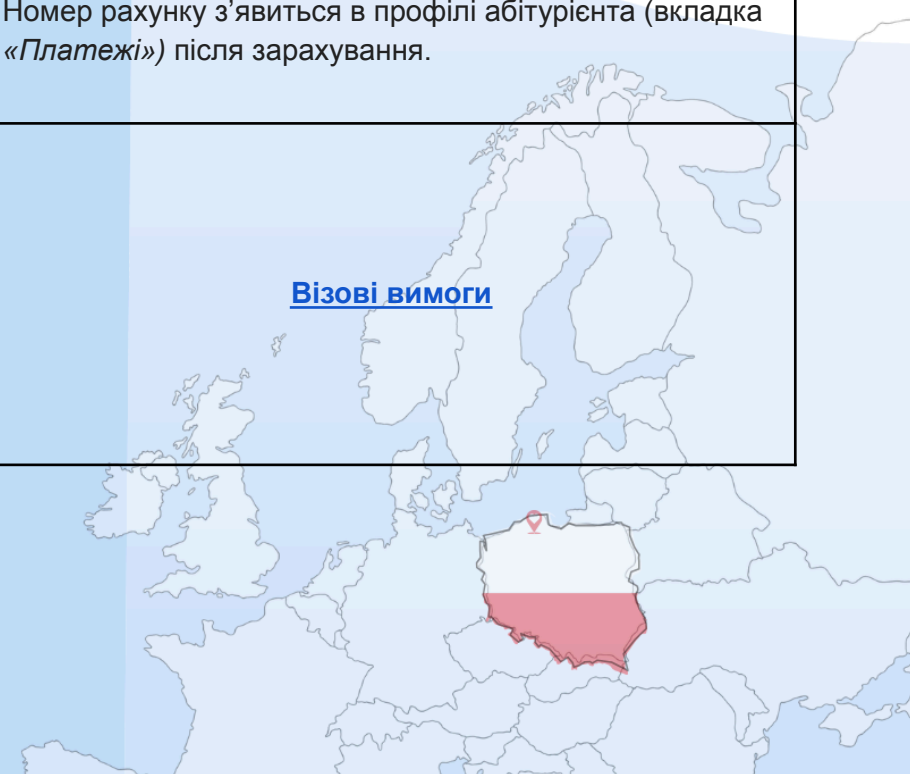 Номер рахунку з’явиться в профілі абітурієнта (вкладка
«Платежі») після зарахування.
Візові вимоги